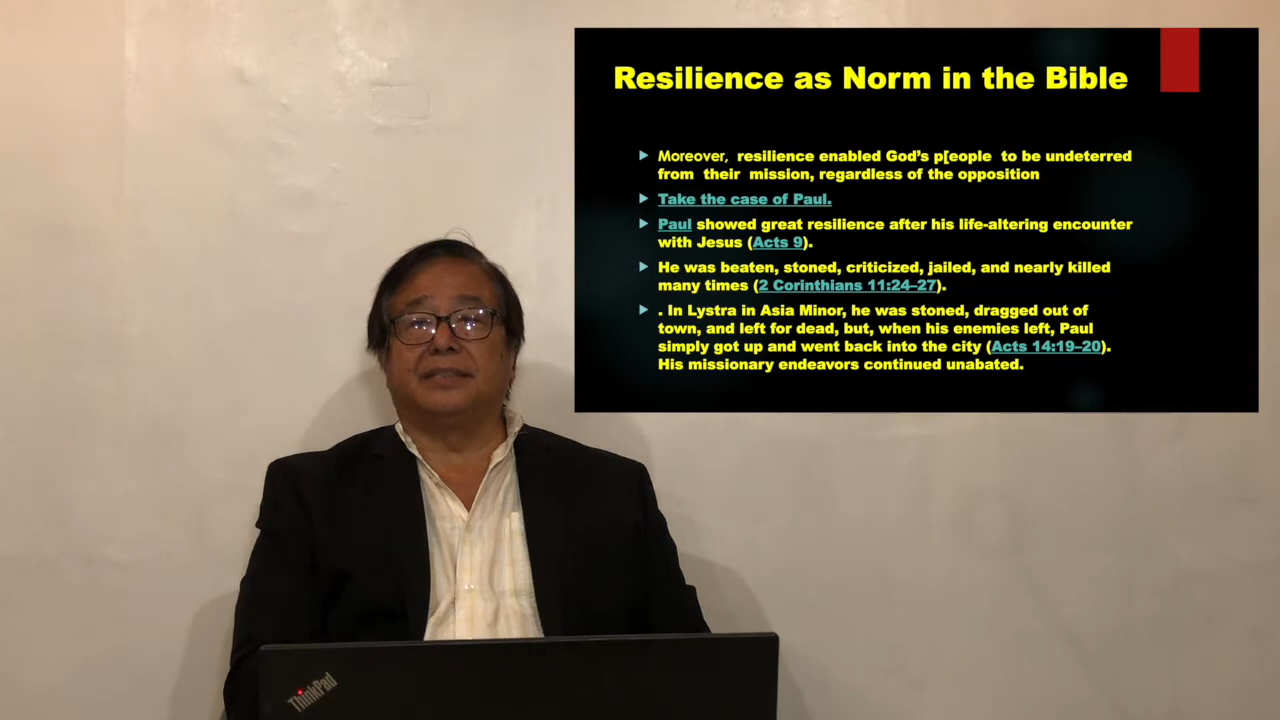 Resilience as Norm in the Bible
Moreover, resilience enabled God's p[eople to be undeterred
from their mission, regardless of the opposition
Take the case of Paul.
Paul showed great resilience after his life-altering encounter
with Jesus (Acts 9).
He was beaten, stoned, criticized, jailed, and nearly killed
many times (2 Corinthians 11:24–27).
. In Lystra in Asia Minor, he was stoned, dragged out of
town, and left for dead, but, when his enemies left, Paul
simply got up and went back into the city (Acts 14:19–20).
His missionary endeavors continued unabated.
ThinkPad